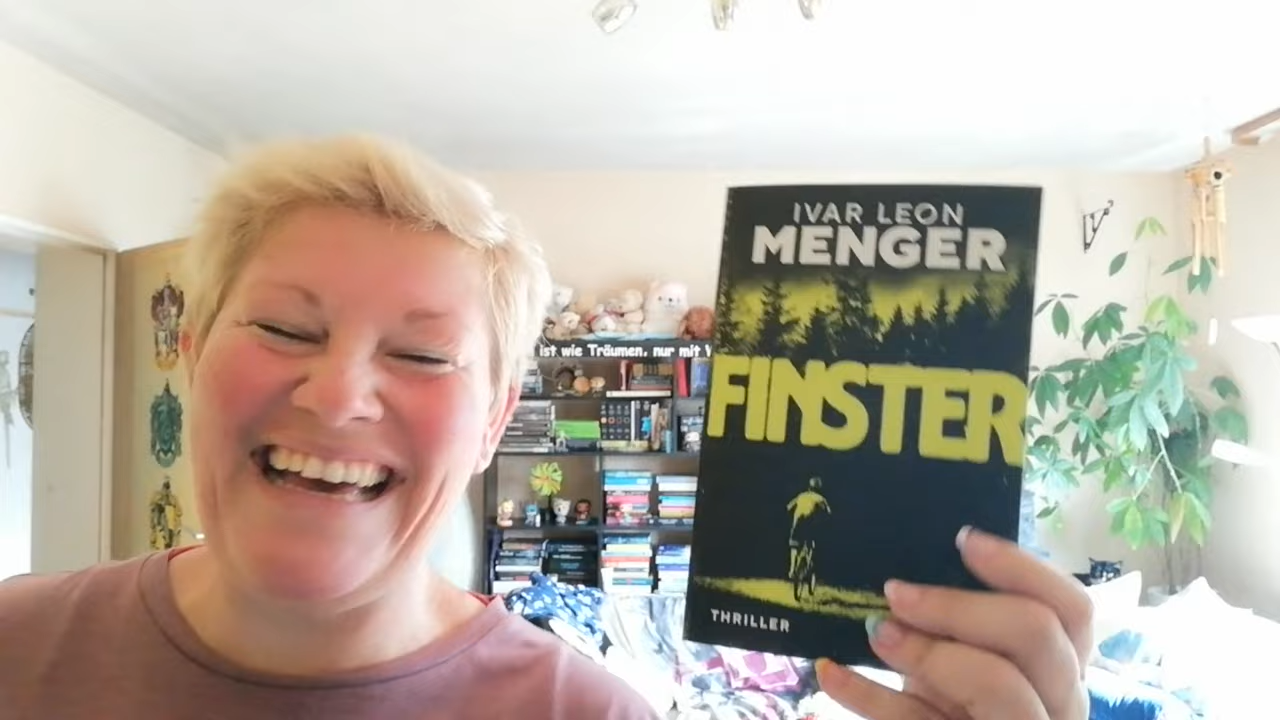 IVAR LEON
MENGER
ist wie Träumen, nur mit
FINSTER
THRILLER